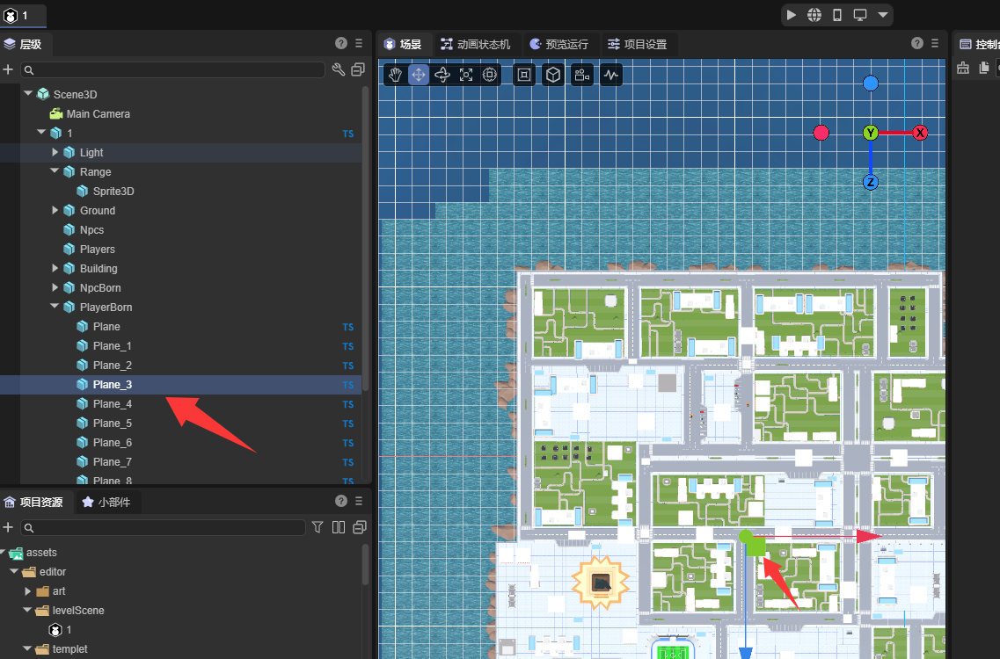 1
层级
场景
动画状态机
预览运行
项目设置
控制台
Scene3D
Main Camera
1 TS
Light
Range
Sprite3D
Ground
Npcs
Players
Building
NpcBorn
PlayerBorn
Plane TS
Plane_1 TS
Plane_2 TS
Plane_3 TS
Plane_4 TS
Plane_5 TS
Plane_6 TS
Plane_7 TS
Plane_8 TS
Y
X
Z
项目资源
小部件
assets
editor
art
levelScene
1
templet